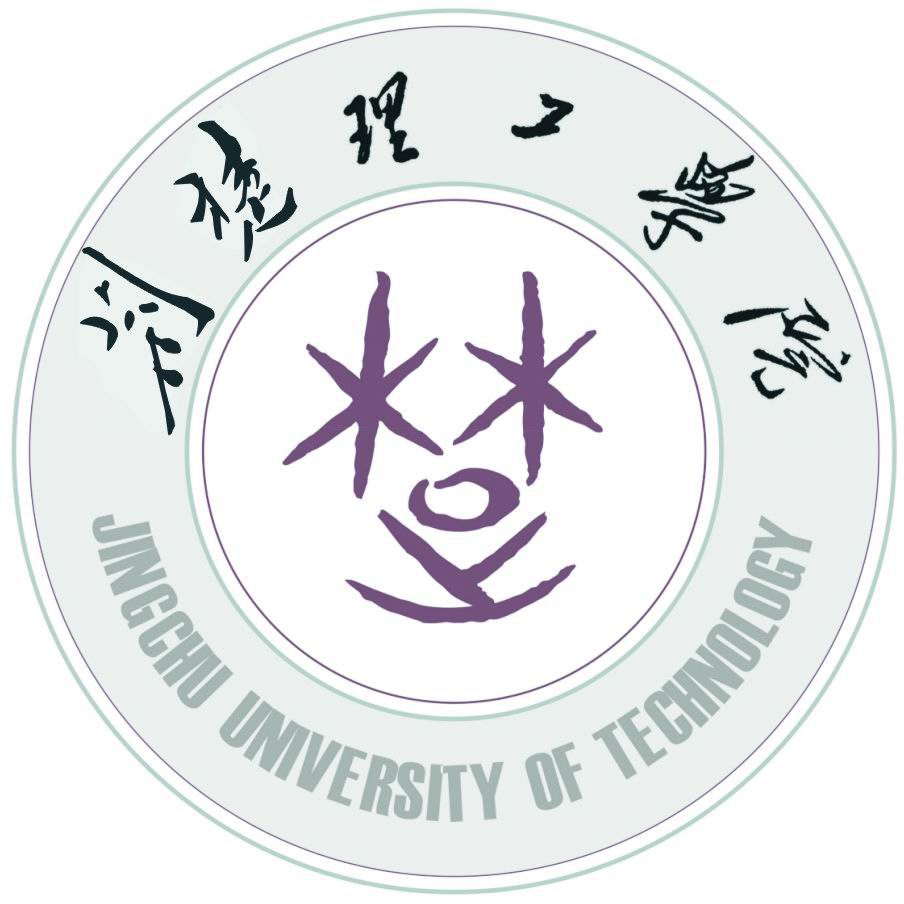 荆楚理工学院
楚
JINGCHU UNIVERSITY OF TECHNOLOGY